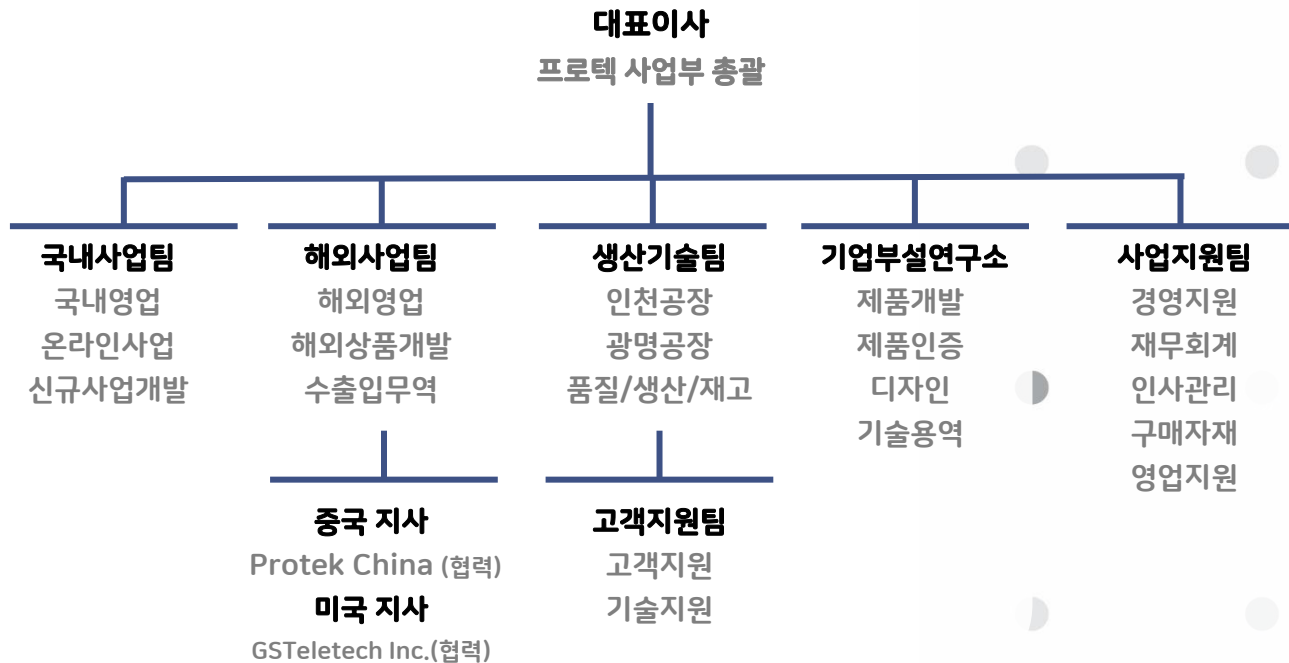 대표이사
프로텍 사업부 총괄
국내사업팀
국내영업
온라인사업
신규사업개발
해외사업팀
해외영업
해외상품개발
수출입무역
중국 지사
Protek China (협력)
미국 지사
GSTeletech Inc.(협력)
생산기술팀
인천공장
광명공장
품질/생산/재고
고객지원팀
고객지원
기술지원
기업부설연구소
제품개발
제품인증
디자인
기술용역
사업지원팀
경영지원
재무회계
인사관리
구매자재
영업지원